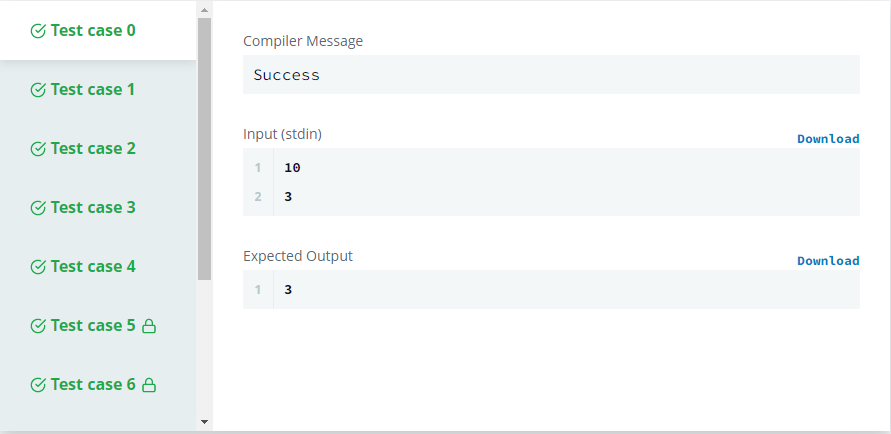 Test case 0
Test case 1
Test case 2
Test case 3
Test case 4
Test case 5
Test case 6
Compiler Message
Success
Input (stdin)
Download
1 10
2 3
Expected Output
Download
1 3